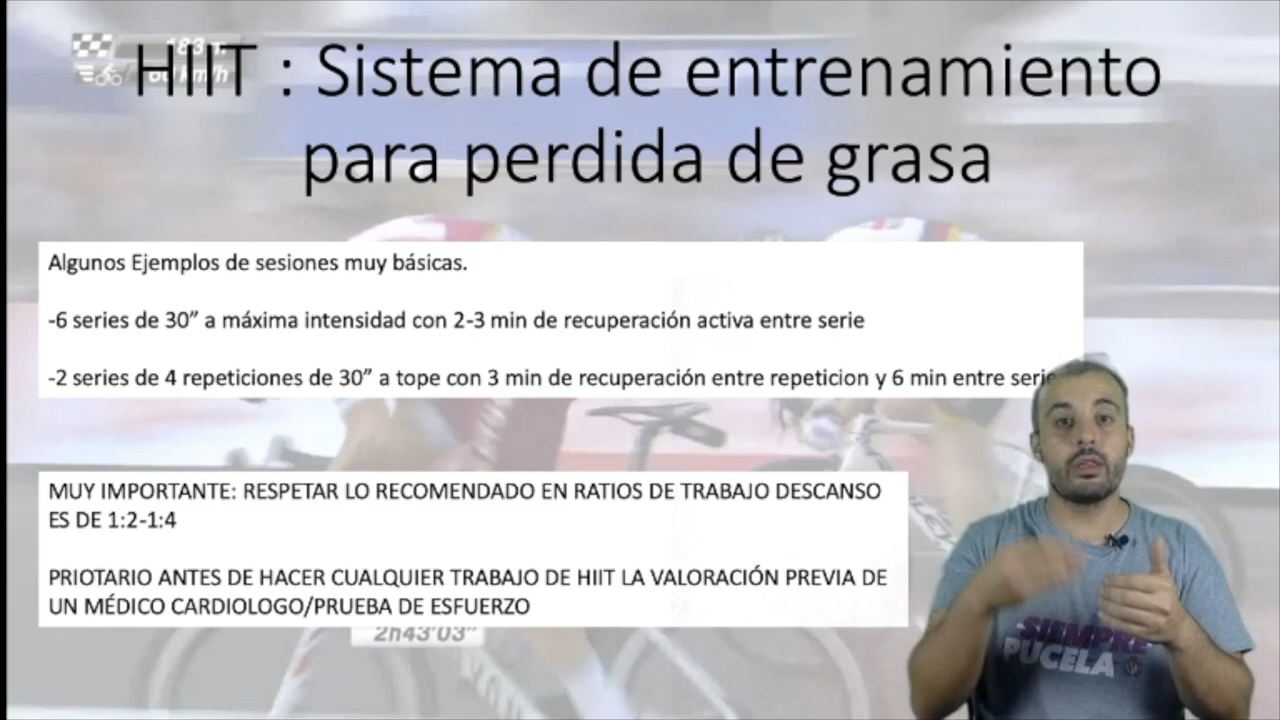 HIIT : Sistema de entrenamiento
para perdida de grasa
Algunos Ejemplos de sesiones muy básicas.
-6 series de 30” a máxima intensidad con 2-3 min de recuperación activa entre serie
-2 series de 4 repeticiones de 30” a tope con 3 min de recuperación entre repeticion y 6 min entre serie
MUY IMPORTANTE: RESPETAR LO RECOMENDADO EN RATIOS DE TRABAJO DESCANSO
ES DE 1:2-1:4
PRIOTARIO ANTES DE HACER CUALQUIER TRABAJO DE HIIT LA VALORACIÓN PREVIA DE
UN MÉDICO CARDIOLOGO/PRUEBA DE ESFUERZO
2h43'03"
SIEMPRE
PUCELA